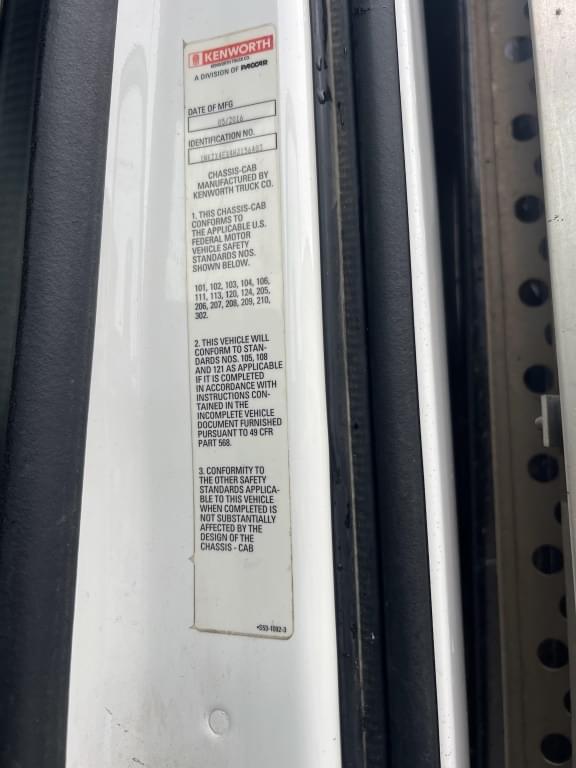 KENWORTH
KENWORTH TRUCK CO.
A DIVISION OF PACCAR
DATE OF MFG
05/2016
IDENTIFICATION NO.
CHASSIS-CAB
MANUFACTURED BY
KENWORTH TRUCK CO.
1. THIS CHASSIS-CAB
CONFORMS TO
THE APPLICABLE U.S.
FEDERAL MOTOR
VEHICLE SAFETY
STANDARDS NOS.
SHOWN BELOW.
101, 102, 103, 104, 106,
111, 113, 120, 124, 205,
206, 207, 208, 209, 210,
302.
2. THIS VEHICLE WILL
CONFORM TO STAN-
DARDS NOS. 105, 108
AND 121 AS APPLICABLE
IF IT IS COMPLETED
IN ACCORDANCE WITH
INSTRUCTIONS CON-
TAINED IN THE
INCOMPLETE VEHICLE
DOCUMENT FURNISHED
PURSUANT TO 49 CFR
PART 568.
3. CONFORMITY TO
THE OTHER SAFETY
STANDARDS APPLICA-
BLE TO THIS VEHICLE
WHEN COMPLETED IS
NOT SUBSTANTIALLY
AFFECTED BY THE
DESIGN OF THE
CHASSIS - CAB